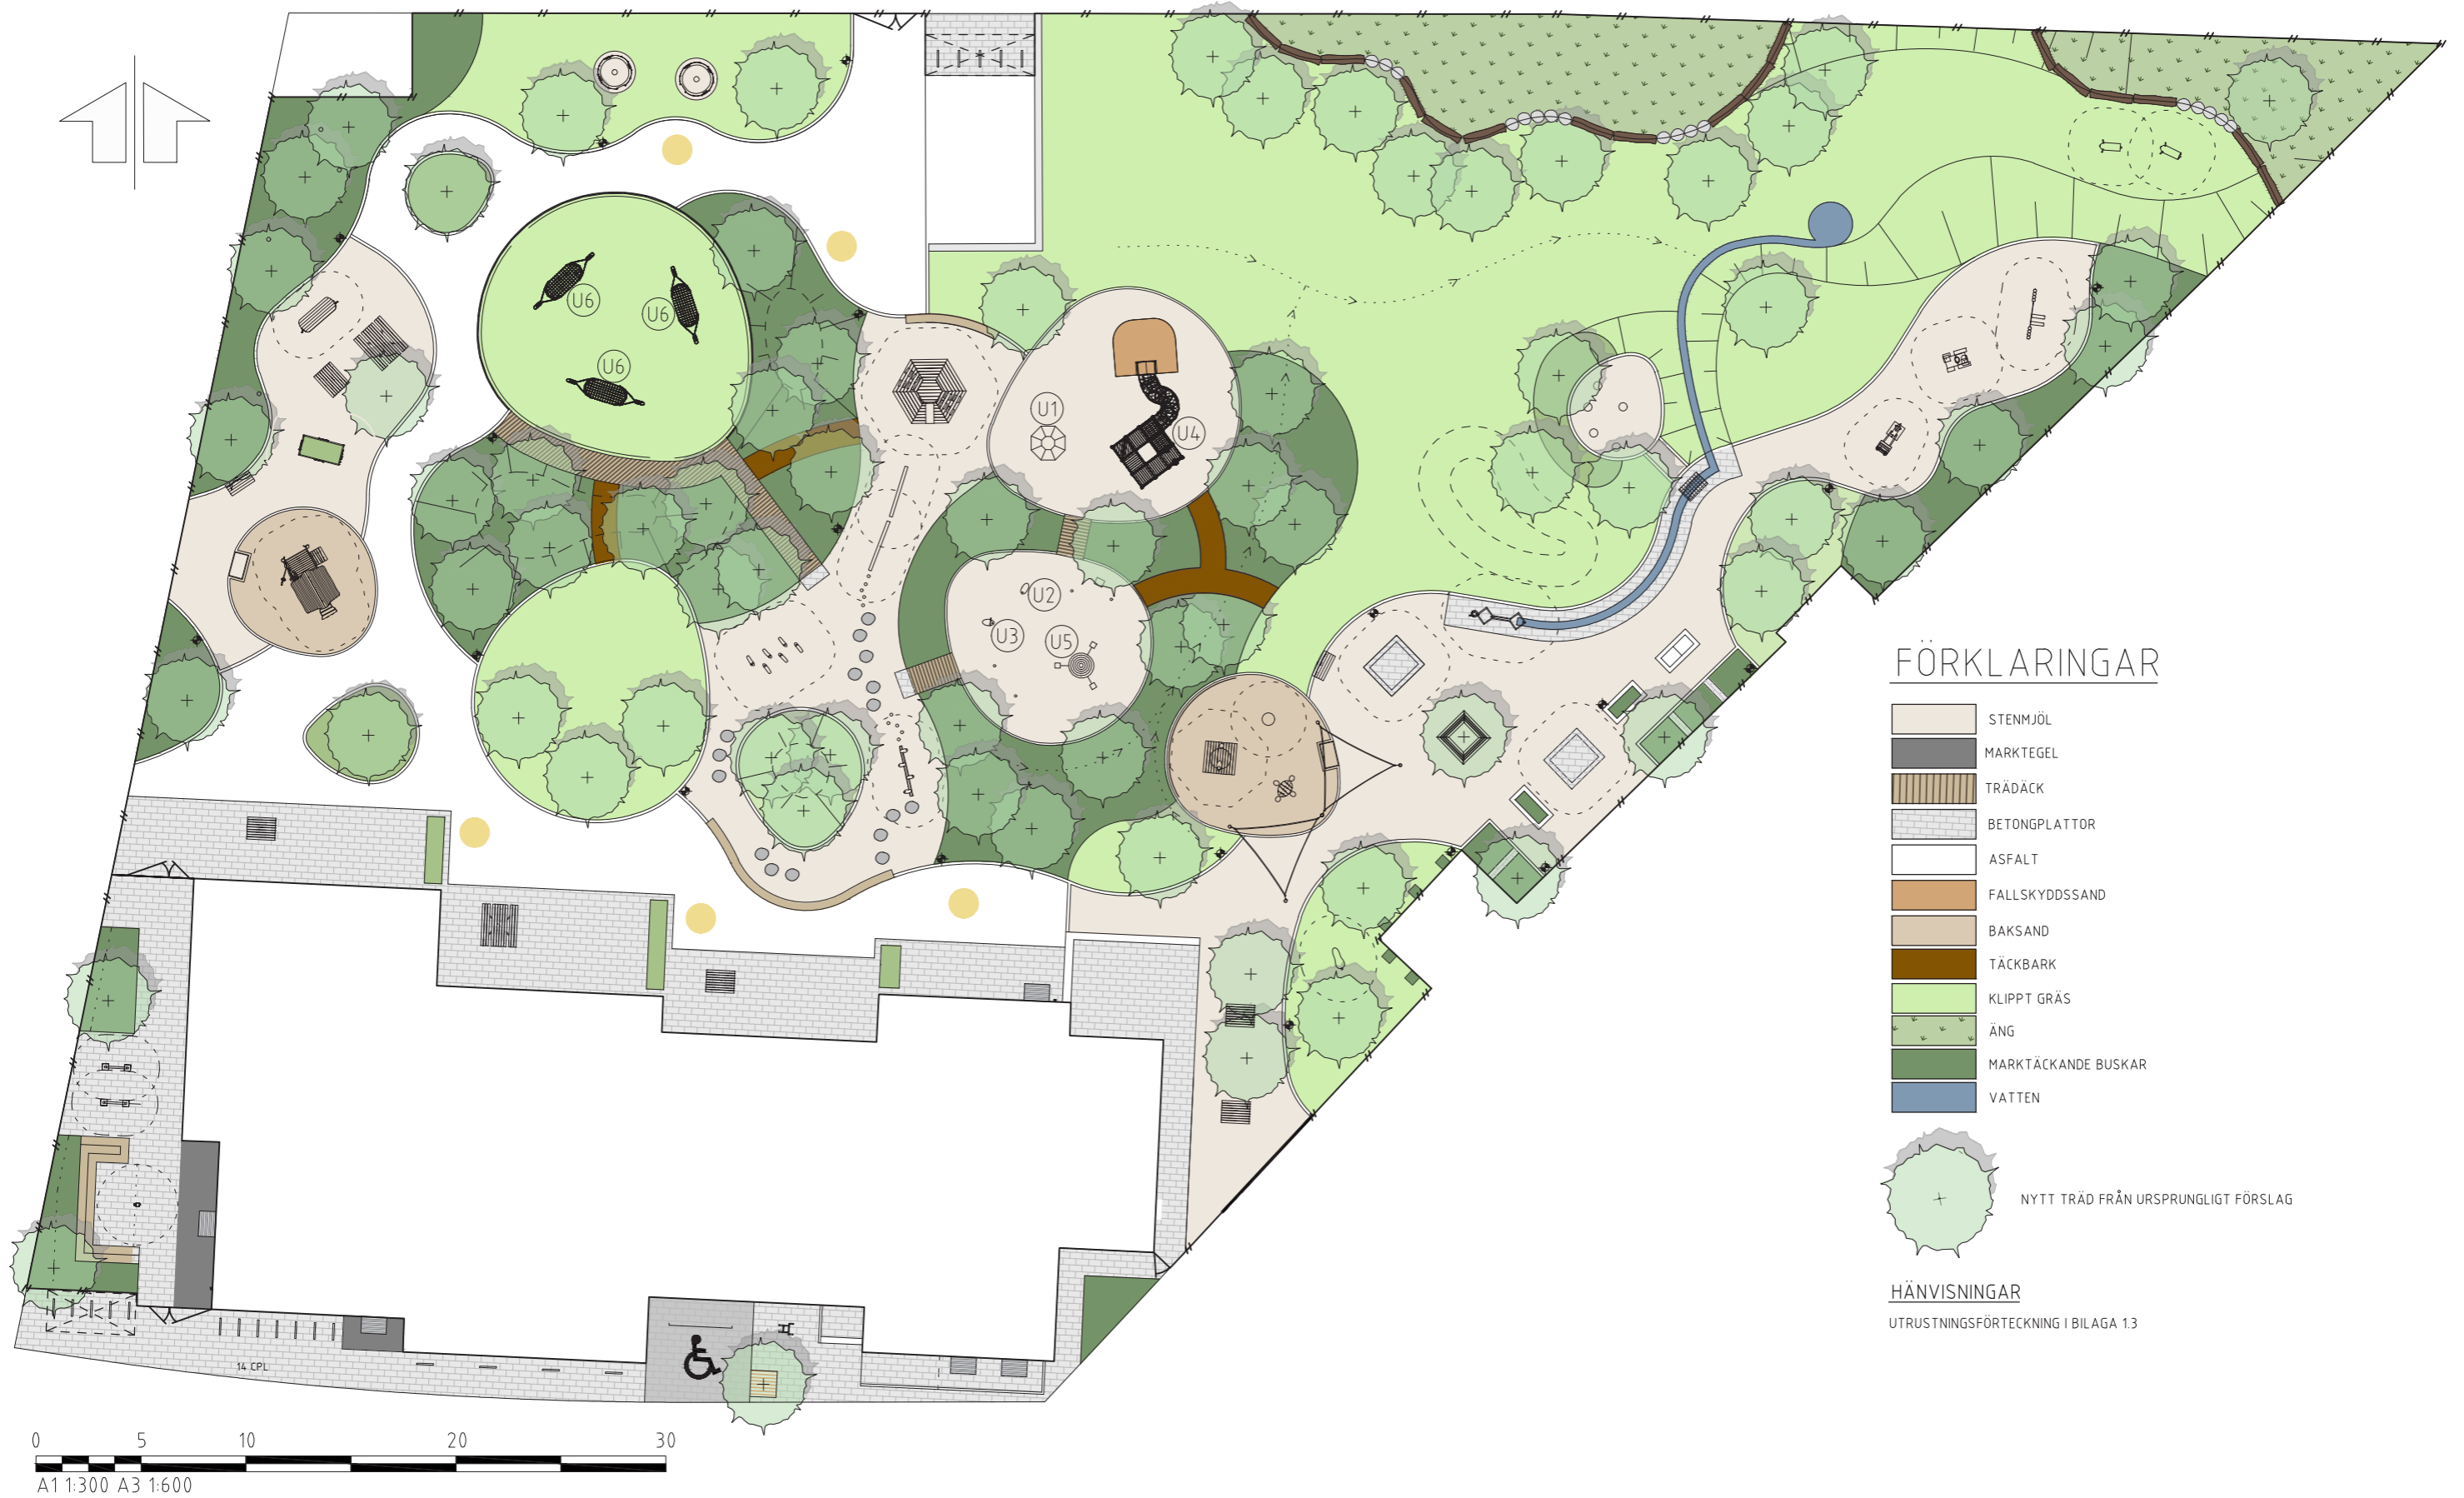 U6
U6
U6
U1
U4
U2
U3
U5
FÖRKLARINGAR
STENMJÖL
MARKTEGEL
TRÄDÄCK
BETONGPLATTOR
ASFALT
FALLSKYDDSSAND
BAKSAND
TÄCKBARK
KLIPPT GRÄS
ÄNG
MARKTÄCKANDE BUSKAR
VATTEN
NYTT TRÄD FRÅN URSPRUNGLIGT FÖRSLAG
HÄNVISNINGAR
UTRUSTNINGSFÖRTECKNING I BILAGA 1.3
14 CPL
0 5 10 20 30
A1 1:300 A3 1:600